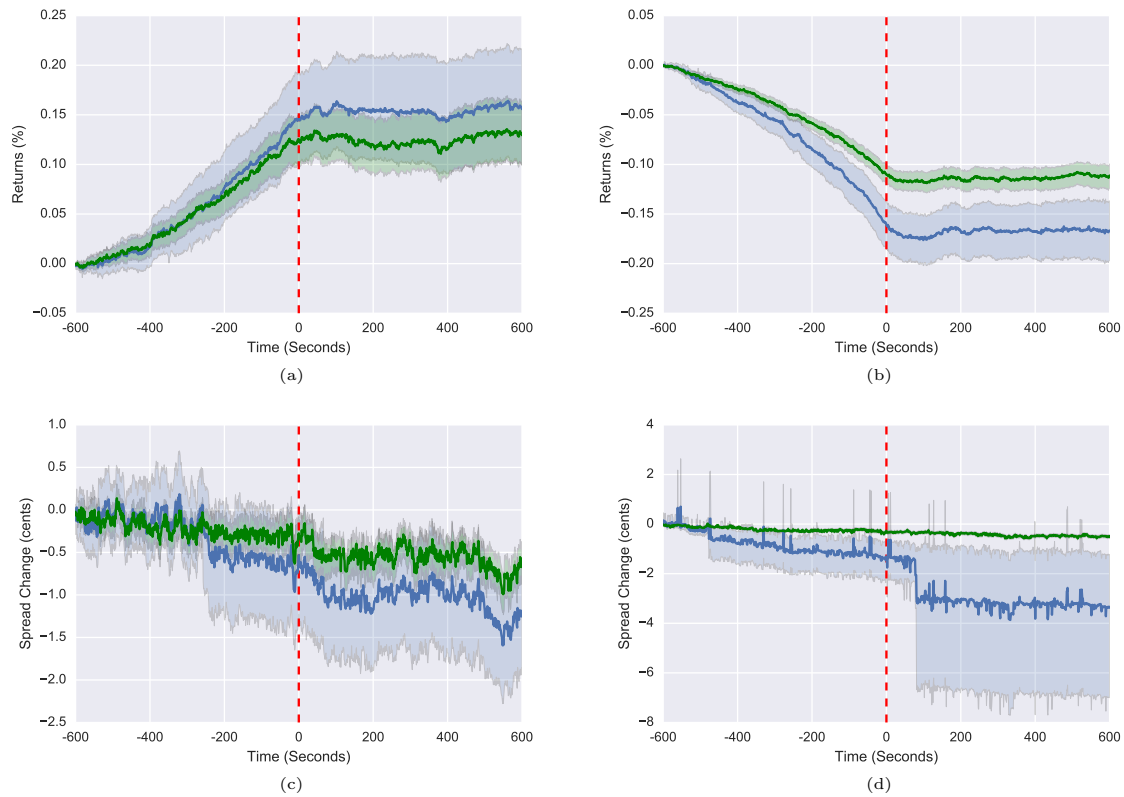 0.25
0.20
0.15
0.10
0.05
0.00
−0.05
Returns (%)
-600 -400 -200 0 200 400 600
Time (Seconds)
(a)
0.05
0.00
−0.05
−0.10
−0.15
−0.20
−0.25
Returns (%)
-600 -400 -200 0 200 400 600
Time (Seconds)
(b)
1.0
0.5
0.0
−0.5
−1.0
−1.5
−2.0
−2.5
Spread Change (cents)
-600 -400 -200 0 200 400 600
Time (Seconds)
(c)
4
2
0
−2
−4
−6
−8
Spread Change (cents)
-600 -400 -200 0 200 400 600
Time (Seconds)
(d)